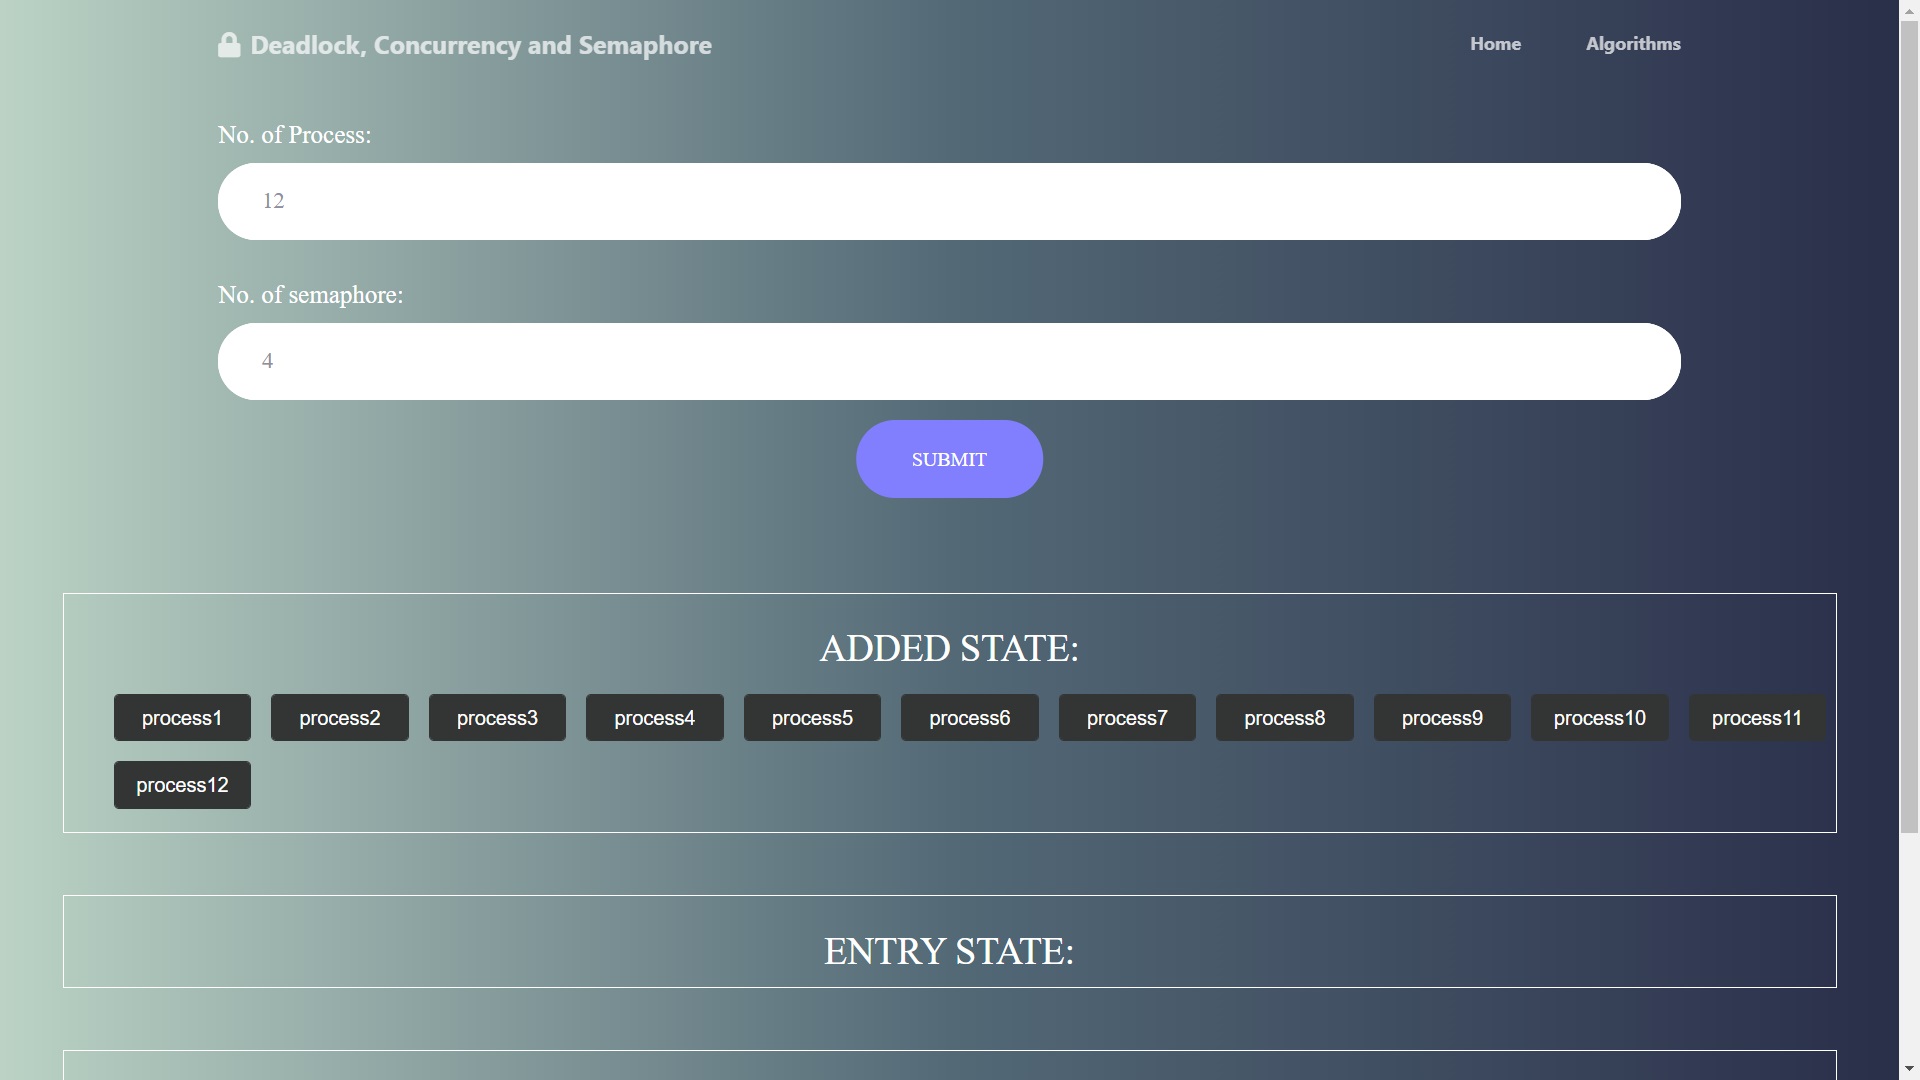 Deadlock, Concurrency and Semaphore
Home
Algorithms
No. of Process:
12
No. of semaphore:
4
SUBMIT
ADDED STATE:
process1 process2 process3 process4 process5 process6 process7 process8 process9 process10 process11
process12
ENTRY STATE: